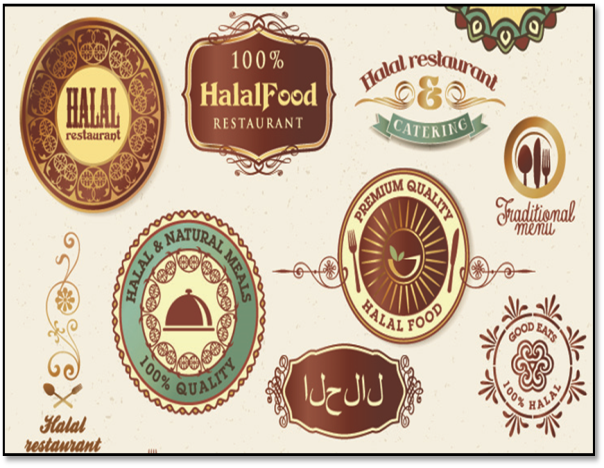 HALAL
restaurant
100%
HalalFood
RESTAURANT
Halal restaurant
&
CATERING
Traditional
menu
HALAL & NATURAL MEALS
100% QUALITY
PREMIUM QUALITY
HALAL FOOD
GOOD EATS
100% HALAL
ل ا ل ح ل ا
Halal
restaurant